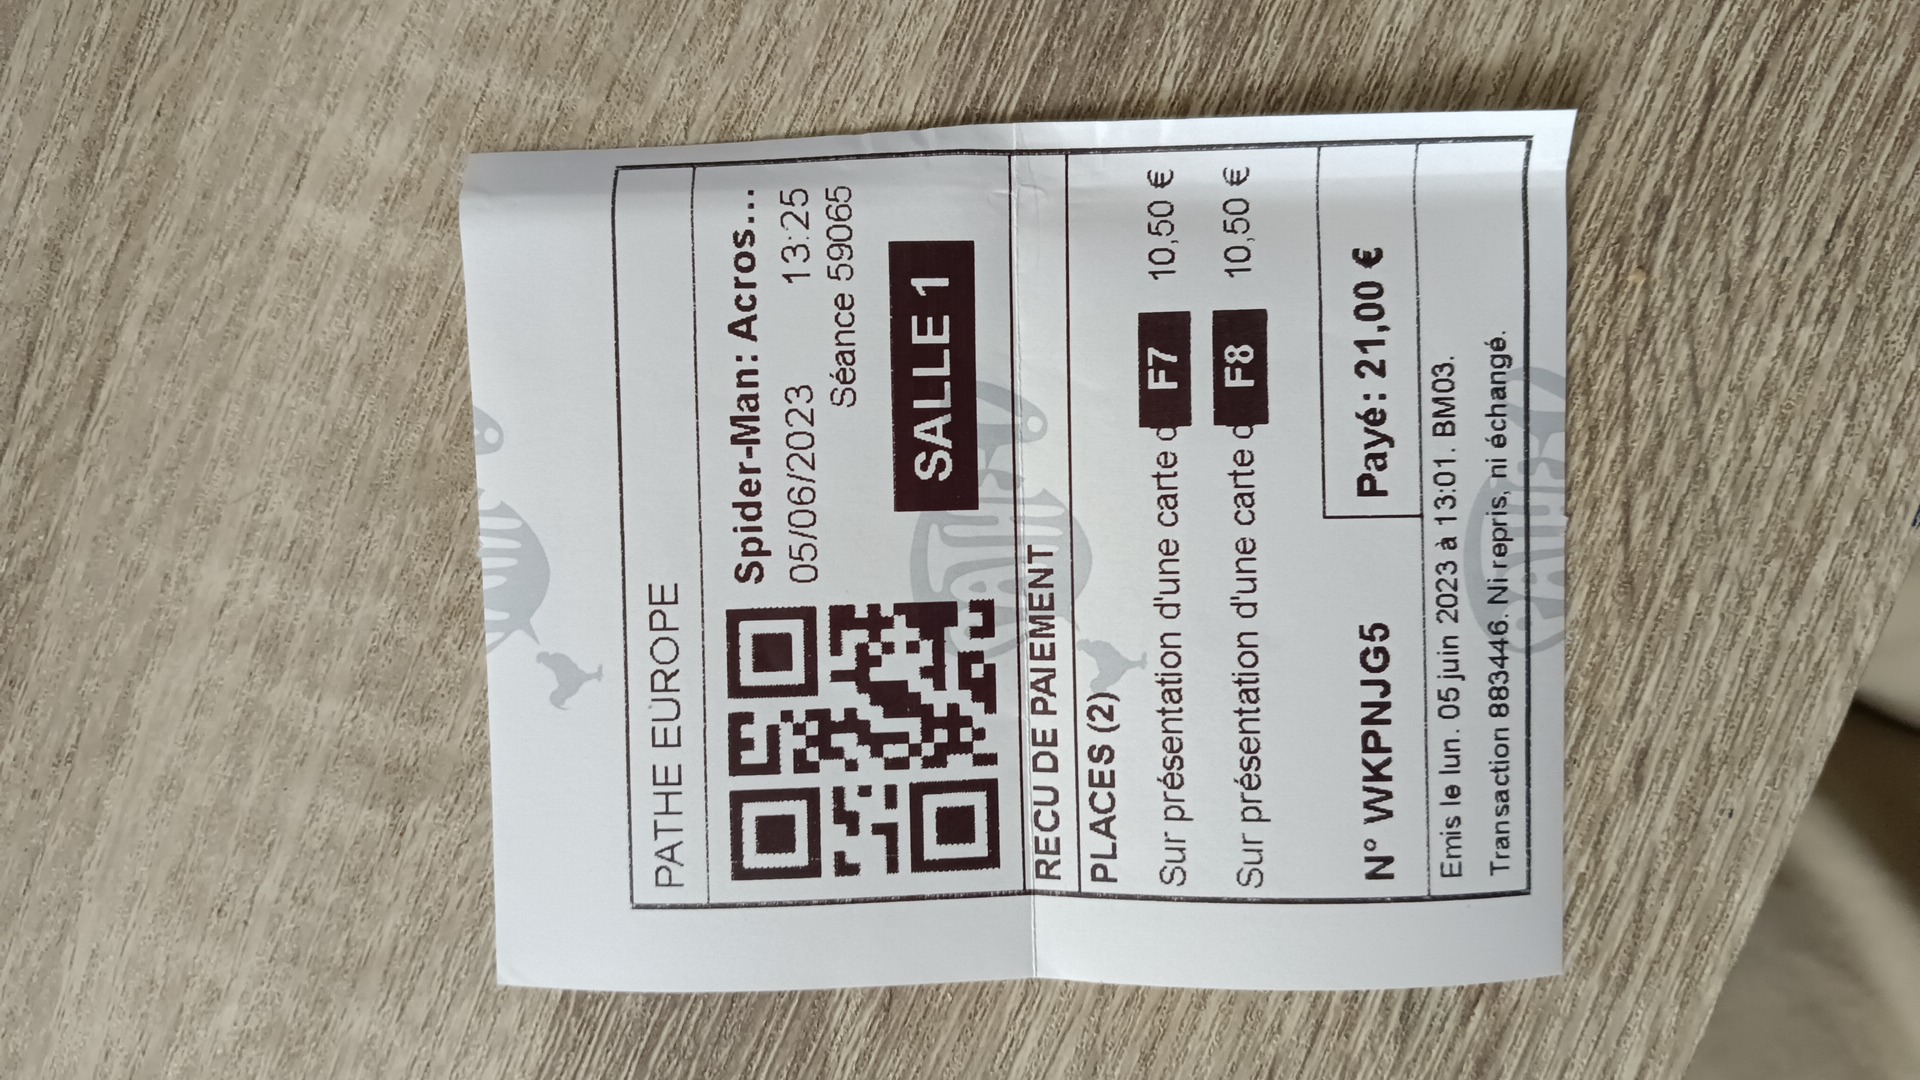 PATHE EUROPE
Spider-Man: Acros...
05/06/2023 13:25
Séance 59065
SALLE 1
RECU DE PAIEMENT
PLACES (2)
Sur présentation d'une carte d F7 10,50 €
Sur présentation d'une carte d F8 10,50 €
N° WKPNJG5 Payé: 21,00 €
Emis le lun. 05 juin 2023 à 13:01. BM03.
Transaction 883446. Ni repris, ni échangé.